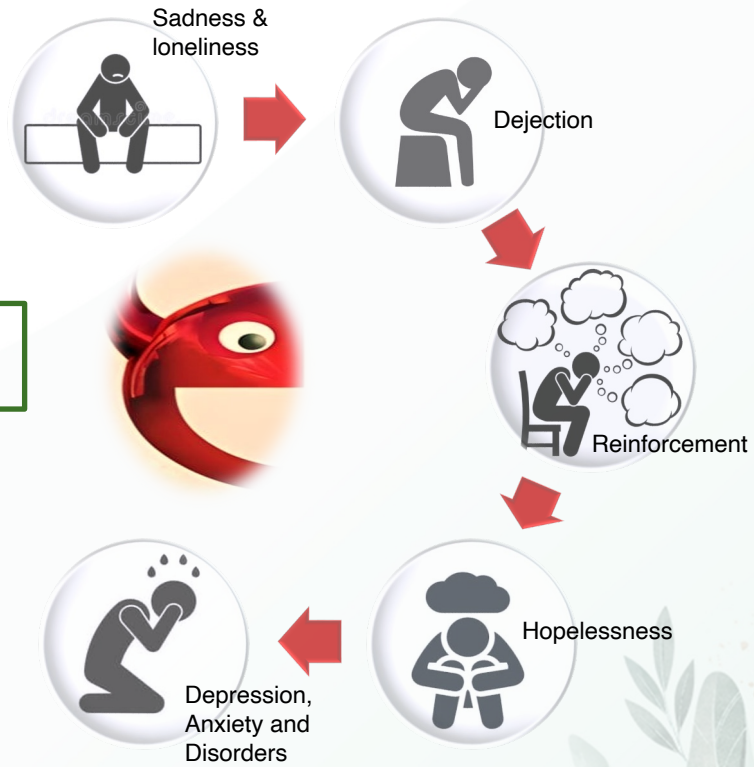 Sadness &
loneliness
Dejection
Reinforcement
Hopelessness
Depression,
Anxiety and
Disorders